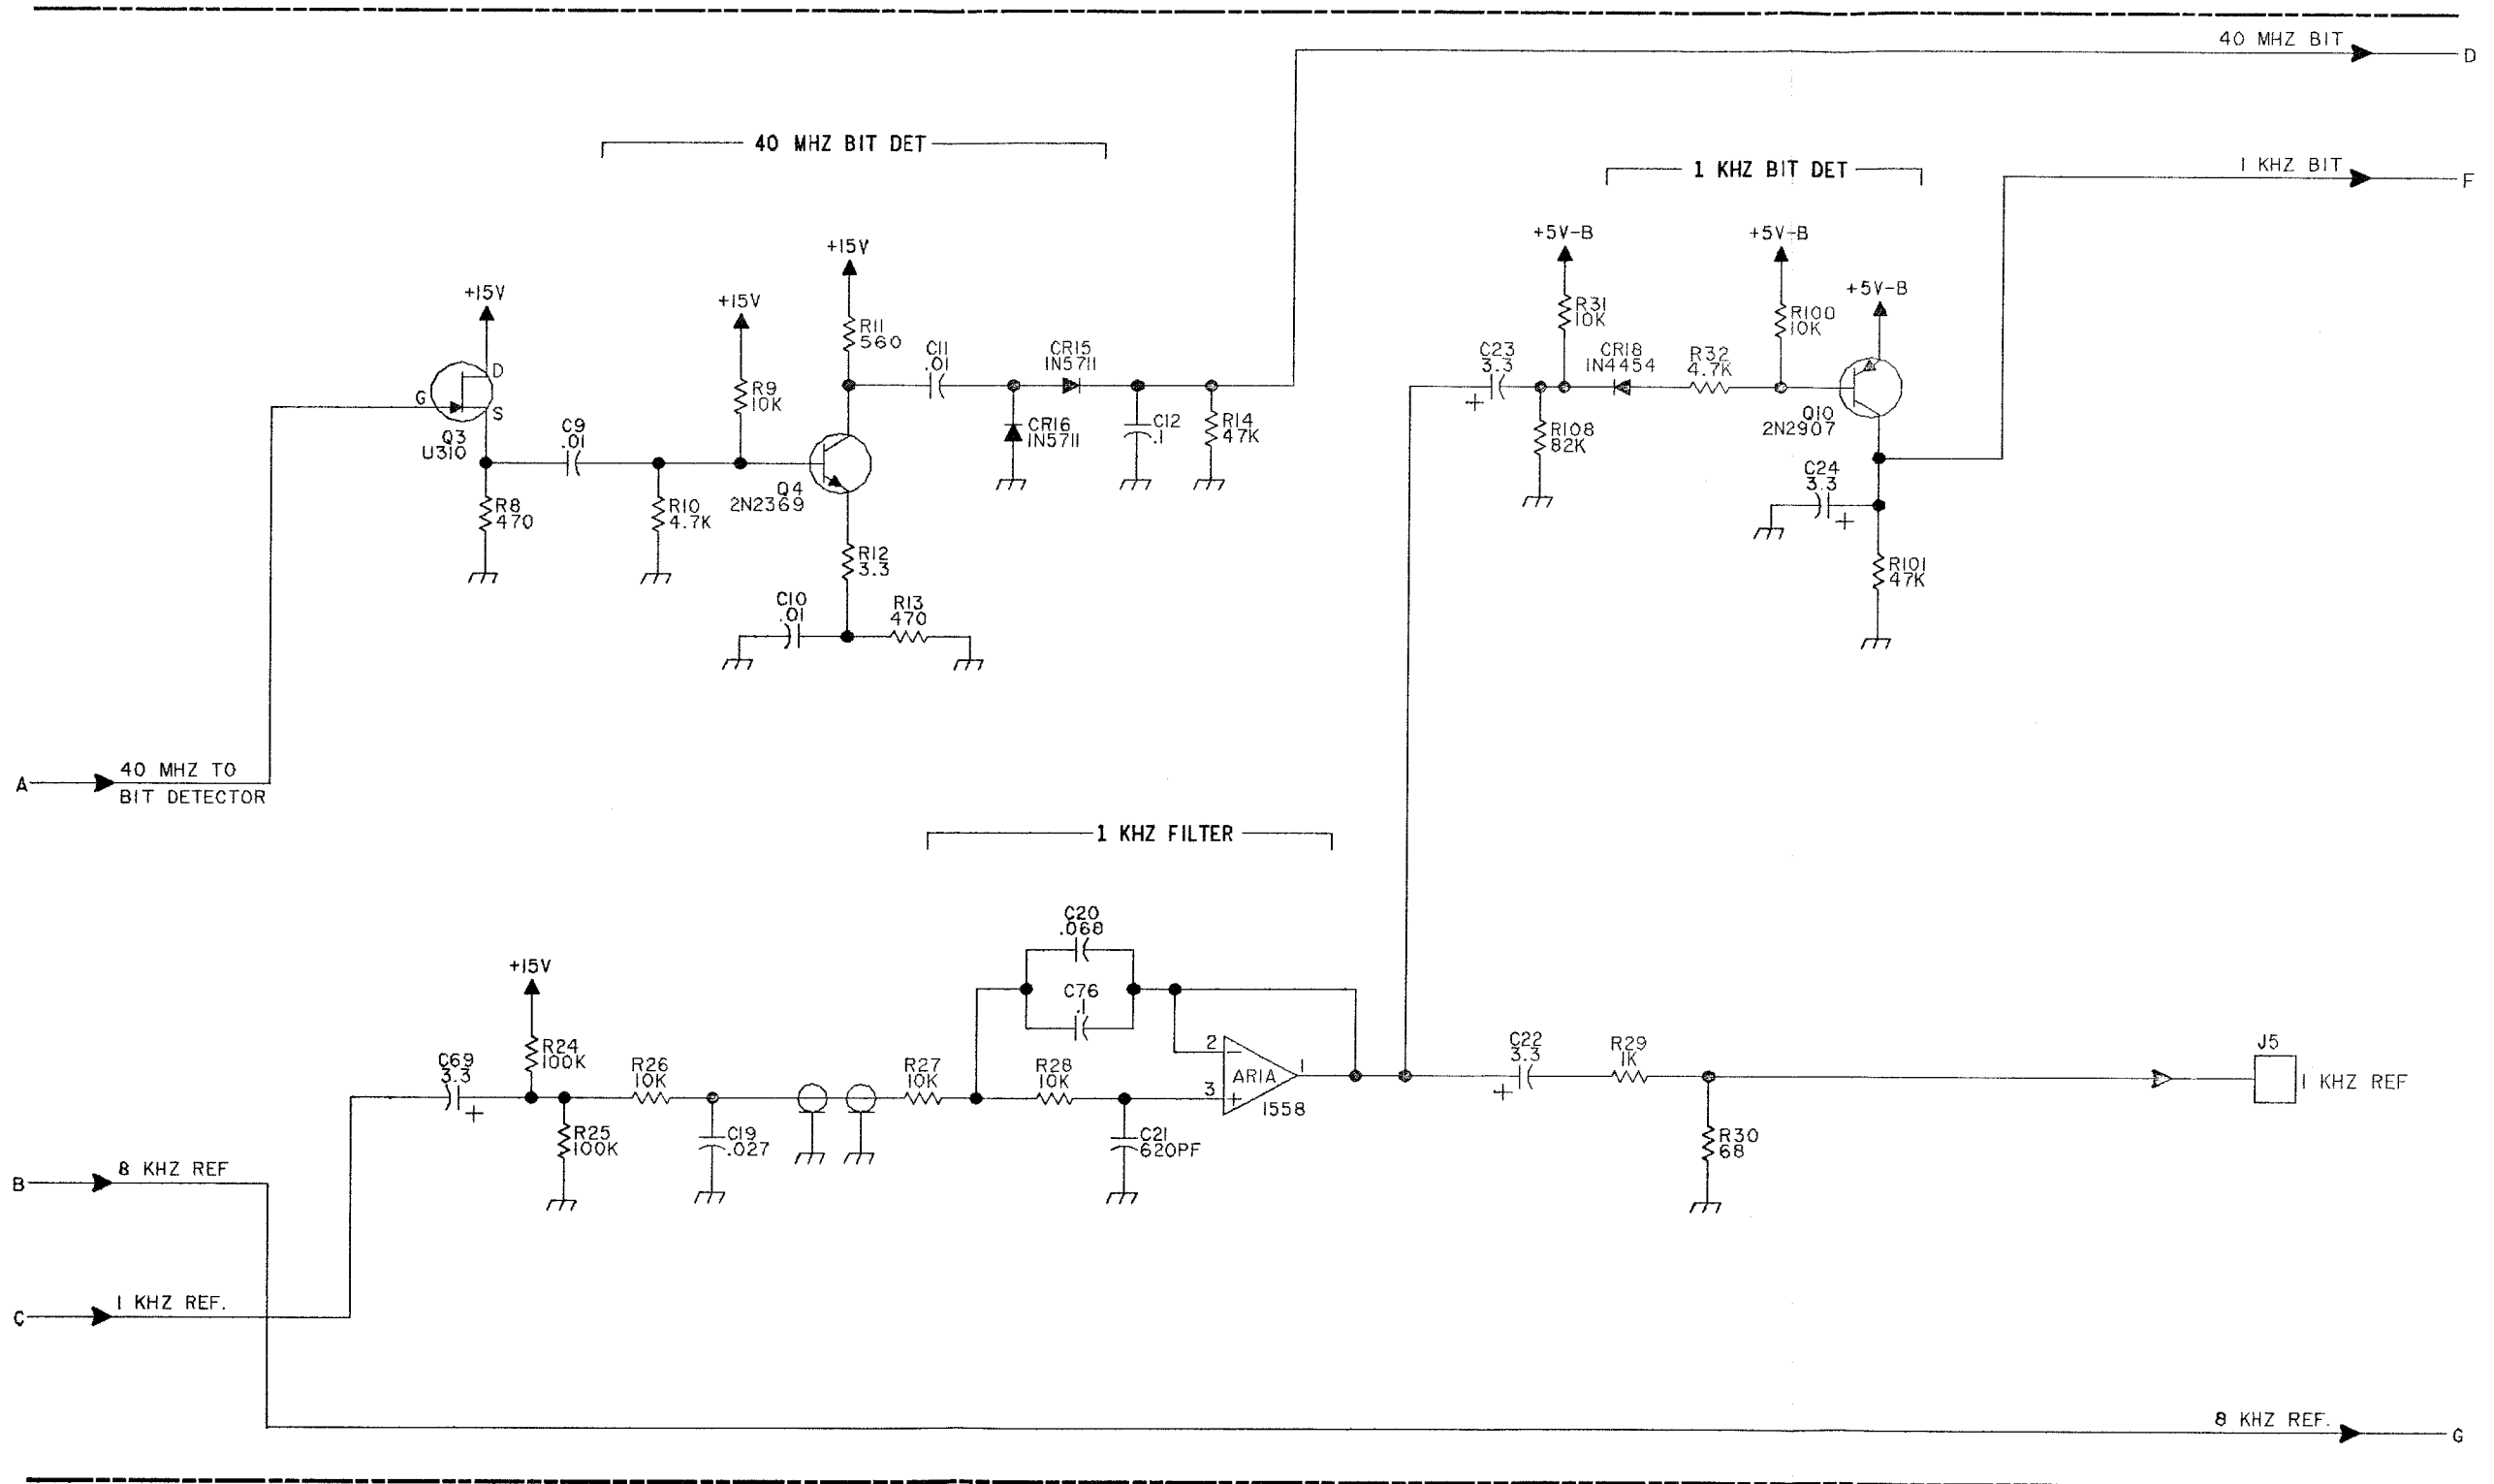 40 MHZ BIT
D
40 MHZ BIT DET
1 KHZ BIT DET
1 KHZ BIT
F
+15V
+5V-B
+5V-B
+15V
+15V
+5V-B
R11
560
R31
10K
R100
10K
D
G
S
Q3
U310
R9
10K
C11
.01
CR15
1N5711
C23
3.3
+
CR18
1N4454
R32
4.7K
C9
.01
CR16
1N5711
C12
.1
R14
47K
R108
82K
Q10
2N2907
R8
470
R10
4.7K
Q4
2N2369
C24
3.3
+
R12
3.3
R101
47K
C10
.01
R13
470
A
40 MHZ TO
BIT DETECTOR
1 KHZ FILTER
C20
.068
+15V
C76
.1
R24
100K
C69
3.3
+
R26
10K
R27
10K
R28
10K
2
-
AR1A
1
3
+
1558
C22
3.3
+
R29
1K
J5
1 KHZ REF
R25
100K
C19
.027
C21
620PF
R30
68
B
8 KHZ REF
C
1 KHZ REF.
8 KHZ REF.
G